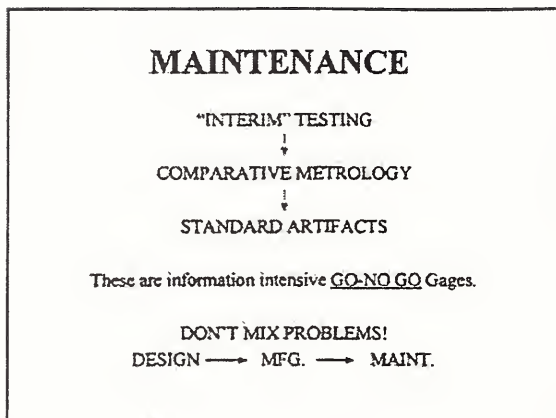 MAINTENANCE
"INTERIM" TESTING
COMPARATIVE METROLOGY
STANDARD ARTIFACTS
These are information intensive GO-NO GO Gages.
DON'T MIX PROBLEMS!
DESIGN → MFG. → MAINT.